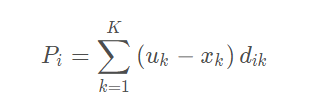 $P_i = \sum_{k=1}^{K} (u_k - x_k) \, d_{ik}$